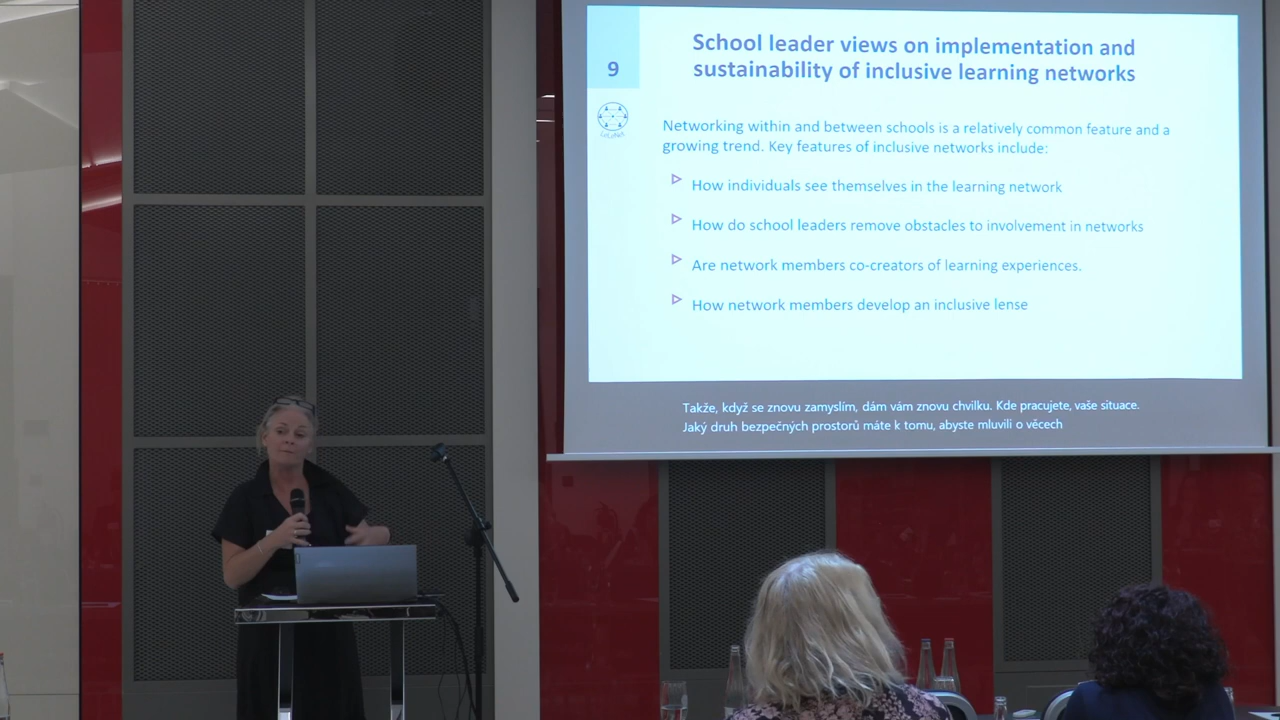 School leader views on implementation and
sustainability of inclusive learning networks
9
Networking within and between schools is a relatively common feature and a
growing trend. Key features of inclusive networks include:
How individuals see themselves in the learning network
How do school leaders remove obstacles to involvement in networks
Are network members co-creators of learning experiences.
How network members develop an inclusive lense
Takže, když se znovu zamyslím, dám vám znovu chvilku. Kde pracujete, vaše situace.
Jaký druh bezpečných prostorů máte k tomu, abyste mluvili o věcech